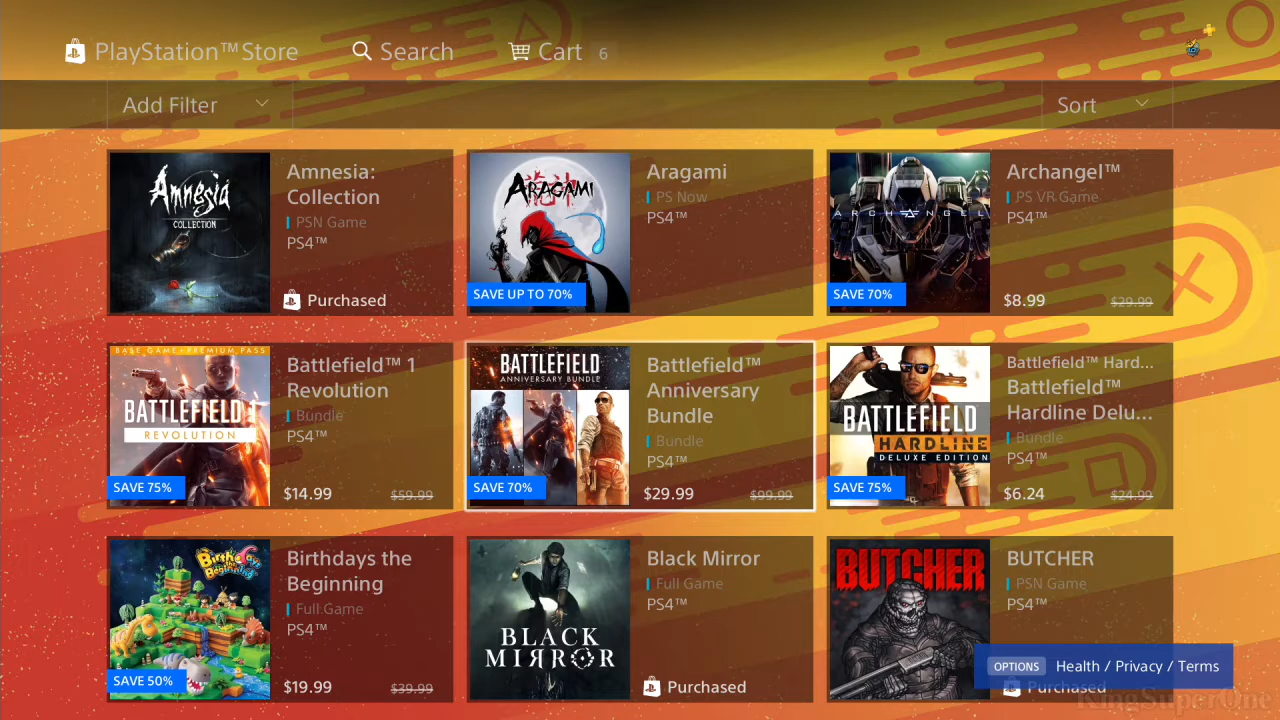 PlayStation™Store
Search
Cart 6
Add Filter
Sort
Amnesia
COLLECTION
Amnesia:
Collection
PSN Game
PS4™
Purchased
ARAGAMI
SAVE UP TO 70%
Aragami
PS Now
PS4™
ARCHANGEL
SAVE 70%
Archangel™
PS VR Game
PS4™
$8.99 $29.99
BASE GAME + PREMIUM PASS
BATTLEFIELD 1
REVOLUTION
SAVE 75%
Battlefield™ 1
Revolution
Bundle
PS4™
$14.99 $59.99
BATTLEFIELD
ANNIVERSARY BUNDLE
SAVE 70%
Battlefield™
Anniversary
Bundle
Bundle
PS4™
$29.99 $99.99
BATTLEFIELD
HARDLINE
DELUXE EDITION
SAVE 75%
Battlefield™ Hard...
Battlefield™
Hardline Delu...
Bundle
PS4™
$6.24 $24.99
Birthdays
the Beginning
SAVE 50%
Birthdays the
Beginning
Full Game
PS4™
$19.99 $39.99
BLACK
MIRROR
Black Mirror
Full Game
PS4™
Purchased
BUTCHER
BUTCHER
PSN Game
PS4™
OPTIONS Health / Privacy / Terms
Purchased
KingSuperOne